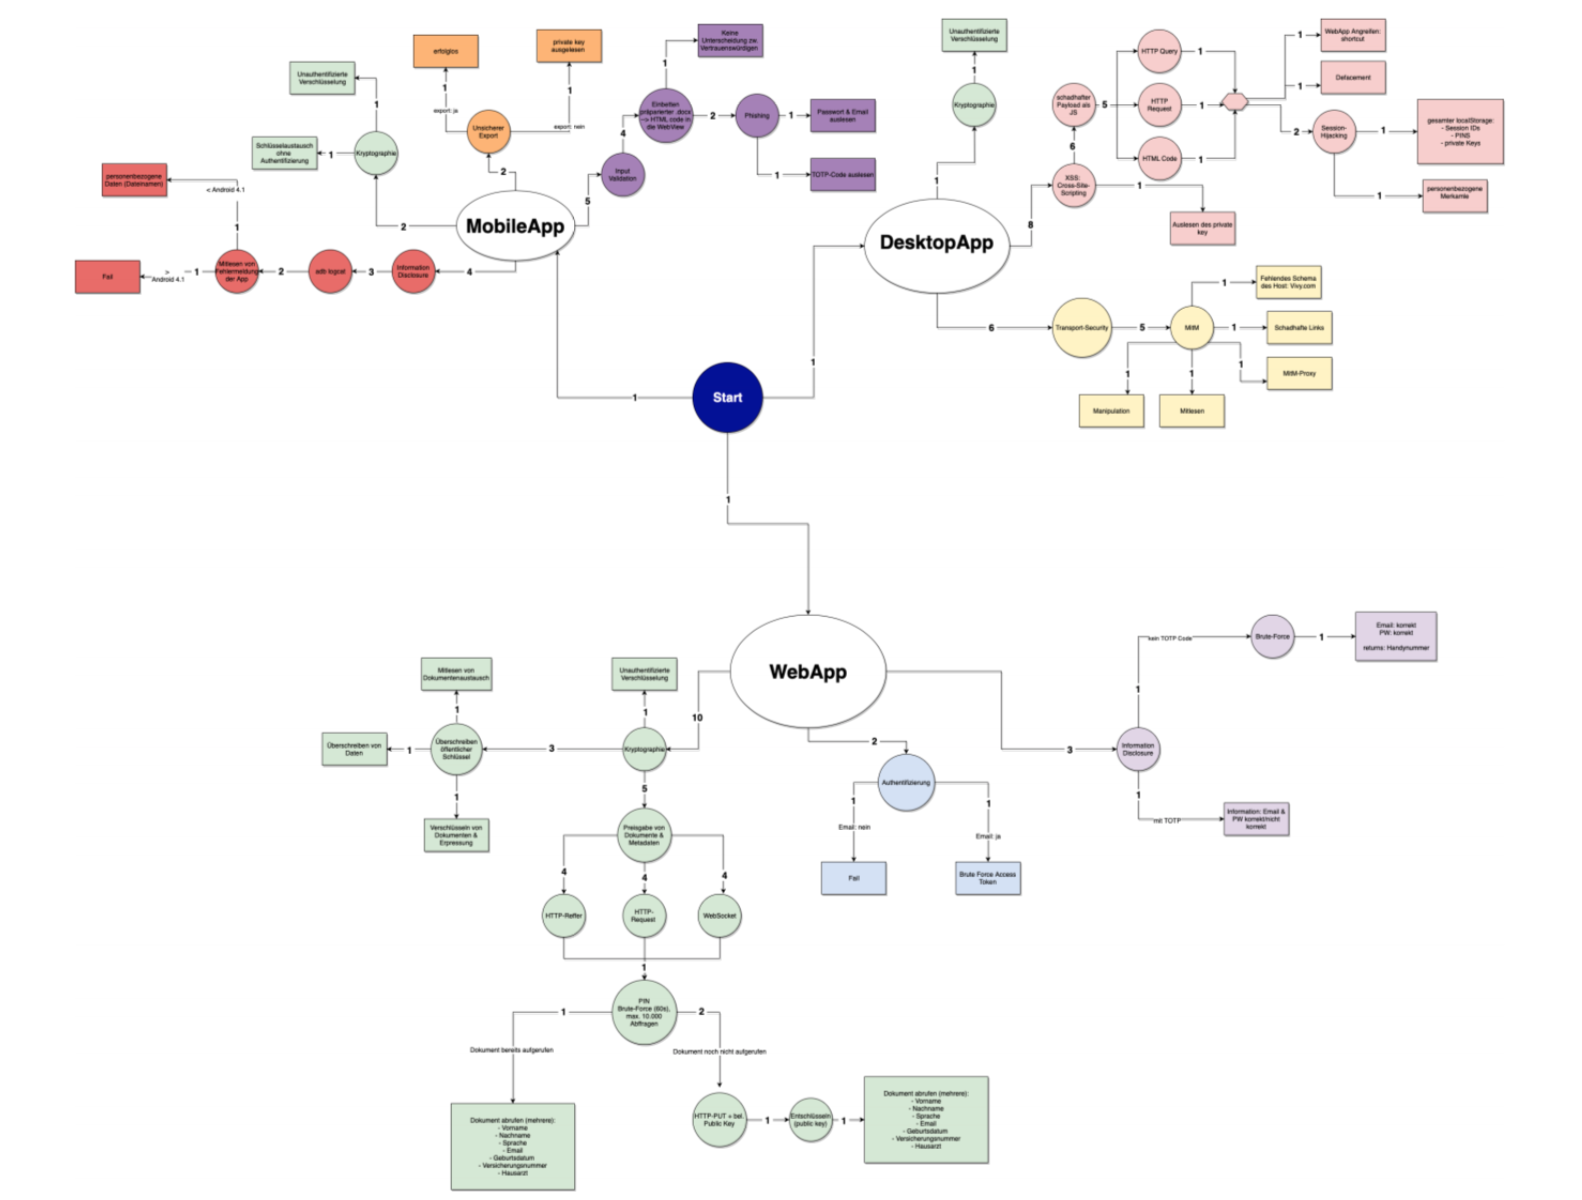 erfolglos
private key
ausgelesen
1
export: ja
1
export: nein
Unsicherer
Export
2
Unauthentifizierte
Verschlüsselung
1
Schlüsselaustausch
ohne
Authentifizierung
1
Kryptographie
2
personenbezogene
Daten (Dateinamen)
< Android 4.1
1
Fail
>
Android 4.1
1
Mitlesen von
Fehlermeldung
der App
2
adb logcat
3
Information
Disclosure
4
MobileApp
5
Input
Validation
4
Einbetten
präparierter .docs
--> HTML code in
die WebView
1
Keine
Unterscheidung zw.
Vertrauenswürdigen
2
Phishing
1
Passwort & Email
auslesen
1
TOTP-Code auslesen
Unauthentifizierte
Verschlüsselung
1
Kryptographie
1
DesktopApp
8
XSS:
Cross-Site-
Scripting
6
schadhafter
Payload als
JS
5
HTTP Query
1
HTTP
Request
1
HTML Code
1
1
WebApp Angreifen:
shortcut
1
Defacement
2
Session-
Hijacking
1
gesamter localStorage:
- Session IDs
- PINS
- private Keys
1
personenbezogene
Merkamle
1
Auslesen des private
key
6
Transport-Security
5
MitM
1
Fehlendes Schema
des Host: Vivy.com
1
Schadhafte Links
1
MitM-Proxy
1
Manipulation
1
Mitlesen
Start
1
1
1
WebApp
10
Kryptographie
1
Unauthentifizierte
Verschlüsselung
3
Überschreiben
öffentlicher
Schlüssel
1
Mitlesen von
Dokumentenaustausch
1
Überschreiben von
Daten
1
Verschlüsseln von
Dokumenten &
Erpressung
5
Preisgabe von
Dokumente &
Metadaten
4
4
4
HTTP-Reffer
HTTP-
Request
WebSocket
1
PIN
Brute-Force (60s),
max. 10.000
Abffragen
1
Dokument bereits aufgerufen
2
Dokument noch nicht aufgerufen
Dokument abrufen (mehrere):
- Vorname
- Nachname
- Sprache
- Email
- Geburtsdatum
- Versicherungsnummer
- Hausarzt
HTTP-PUT + bel.
Public Key
1
Entschlüsseln
(public key)
1
Dokument abrufen (mehrere):
- Vorname
- Nachname
- Sprache
- Email
- Geburtsdatum
- Versicherungsnummer
- Hausarzt
2
Authentifizierung
1
Email: nein
Fail
1
Email: ja
Brute Force Access
Token
3
Information
Disclosure
1
kein TOTP Code
Brute-Force
1
Email: korrekt
PW: korrekt
returns: Handynummer
1
mit TOTP
Information: Email &
PW korrekt/nicht
korrekt